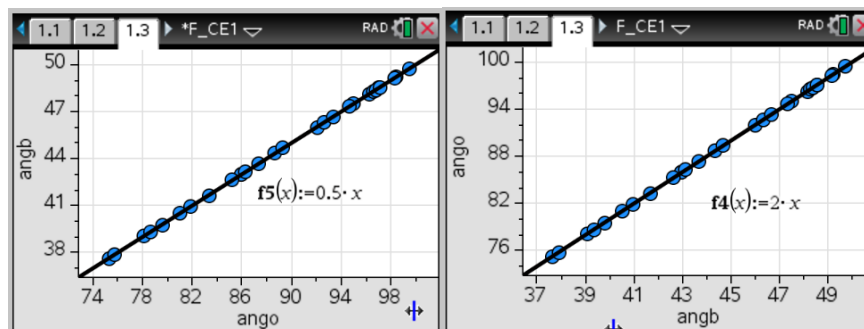 1.1 1.2 1.3 *F_CE1 RAD
50
47
44
41
38
angb
f5(x):=0.5· x
74 78 82 86 90 94 98
ango
1.1 1.2 1.3 F_CE1 RAD
100
94
88
82
76
ango
f4(x):=2· x
37 39 41 43 45 47 49
angb